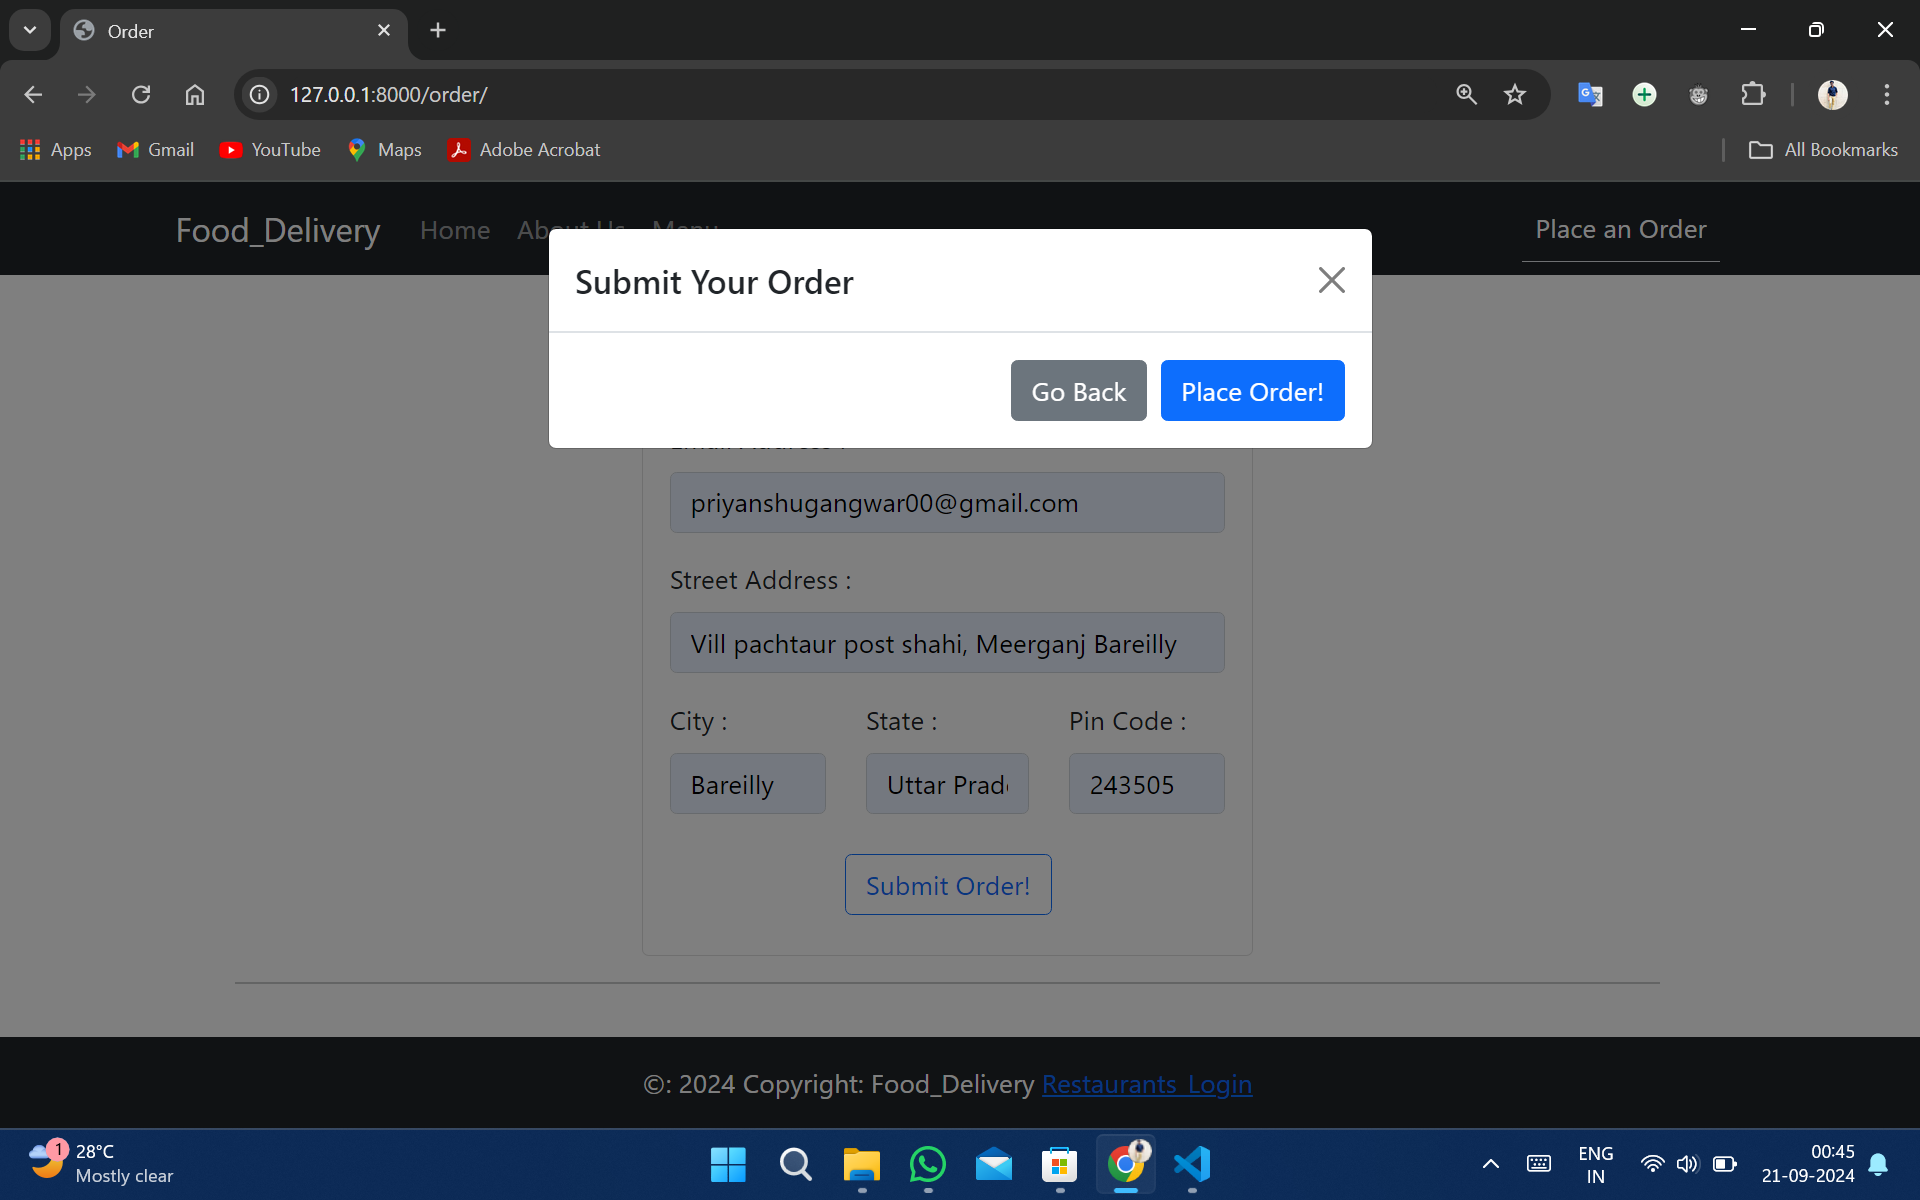 Order
127.0.0.1:8000/order/
Apps Gmail YouTube Maps Adobe Acrobat All Bookmarks
Food_Delivery Home About Us Menu Place an Order
Submit Your Order
Go Back Place Order!
priyanshugangwar00@gmail.com
Street Address :
Vill pachtaur post shahi, Meerganj Bareilly
City : State : Pin Code :
Bareilly Uttar Prad 243505
Submit Order!
©: 2024 Copyright: Food_Delivery Restaurants_Login
1 28°C
Mostly clear
ENG
IN
00:45
21-09-2024